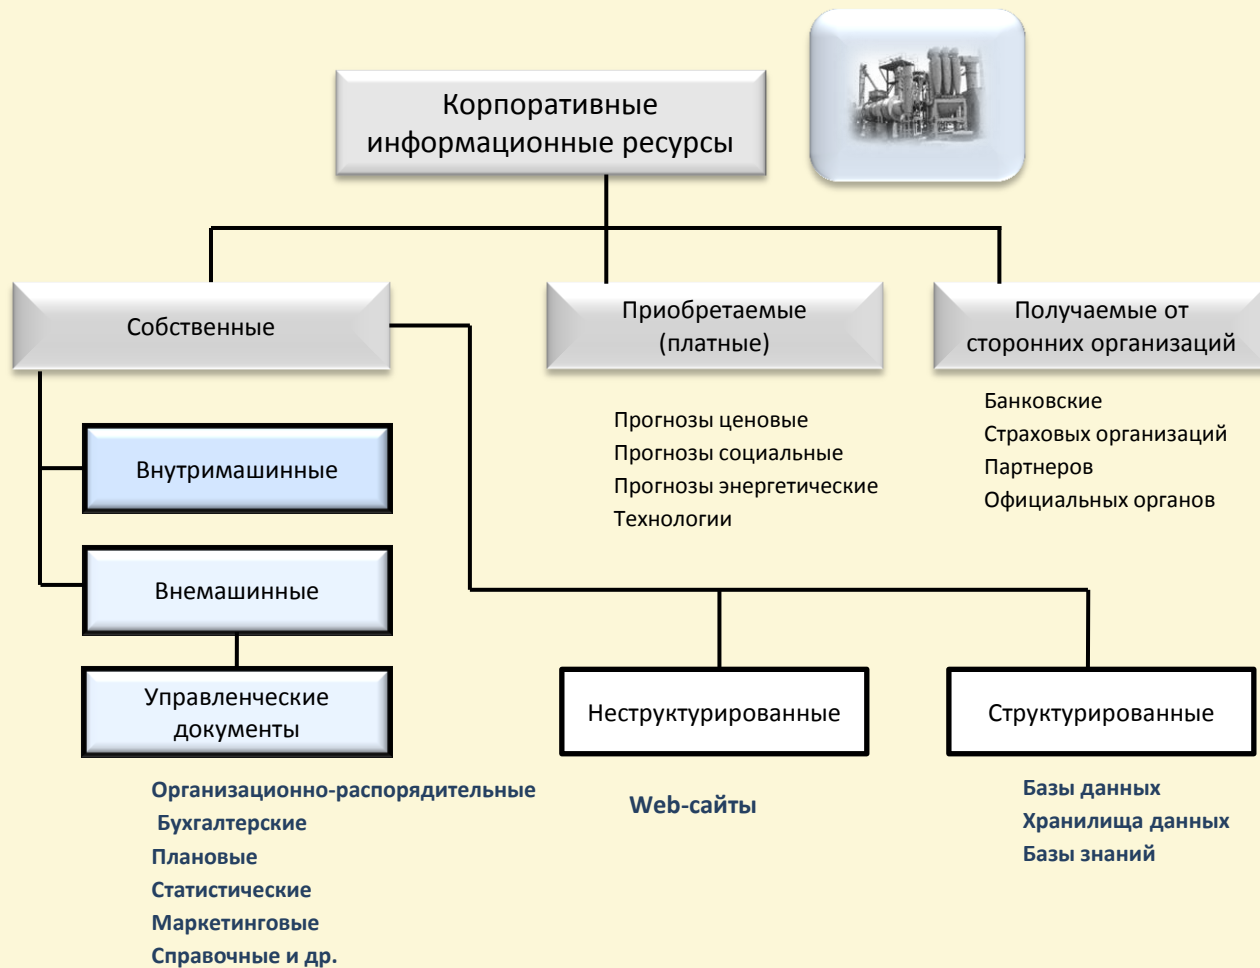 Корпоративные
информационные ресурсы
Собственные
Приобретаемые
(платные)
Получаемые от
сторонних организаций
Внутримашинные
Внемашинные
Управленческие
документы
Организационно-распорядительные
Бухгалтерские
Плановые
Статистические
Маркетинговые
Справочные и др.
Прогнозы ценовые
Прогнозы социальные
Прогнозы энергетические
Технологии
Банковские
Страховых организаций
Партнеров
Официальных органов
Неструктурированные
Web-сайты
Структурированные
Базы данных
Хранилища данных
Базы знаний